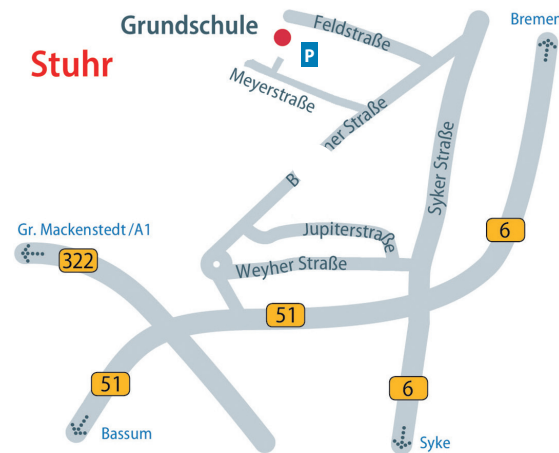 Bremen
Grundschule
Feldstraße
P
Stuhr
Meyerstraße
Straße
Syker Straße
Gr. Mackenstedt/A1
322
Jupiterstraße
6
Weyher Straße
51
51
6
Bassum
Syke